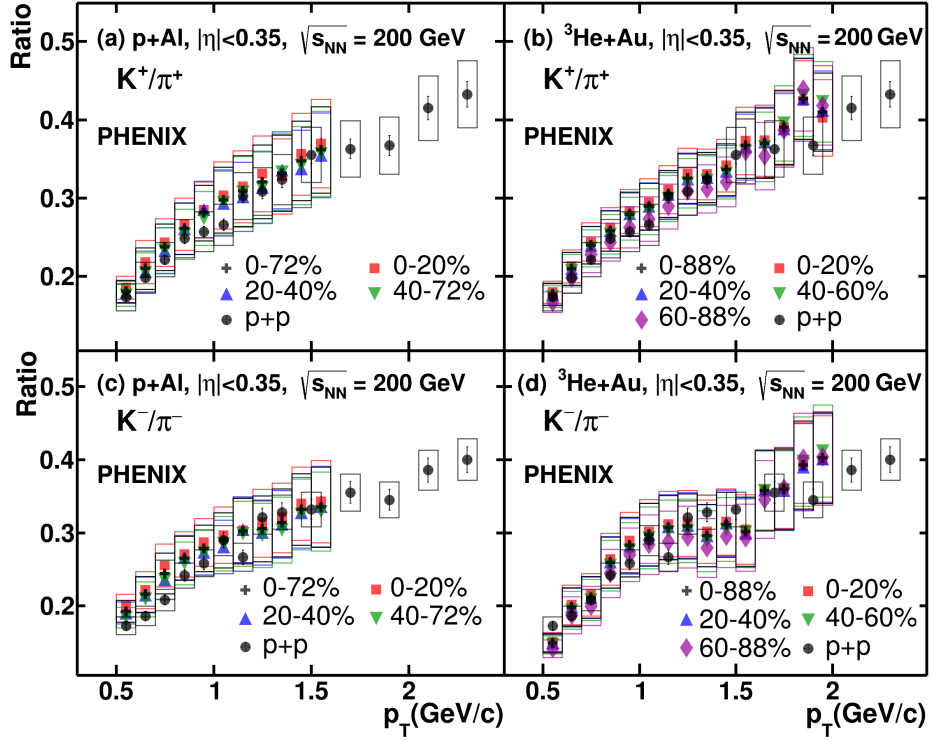 Ratio
0.5
0.4
0.3
0.2
(a) p+Al, |η|<0.35, √sNN = 200 GeV
K+/π+
PHENIX
0-72%
0-20%
20-40%
40-72%
p+p
(b) 3He+Au, |η|<0.35, √sNN = 200 GeV
K+/π+
PHENIX
0-88%
0-20%
20-40%
40-60%
60-88%
p+p
Ratio
0.5
0.4
0.3
0.2
(c) p+Al, |η|<0.35, √sNN = 200 GeV
K−/π−
PHENIX
0-72%
0-20%
20-40%
40-72%
p+p
0.5 1 1.5 2
pT(GeV/c)
(d) 3He+Au, |η|<0.35, √sNN = 200 GeV
K−/π−
PHENIX
0-88%
0-20%
20-40%
40-60%
60-88%
p+p
0.5 1 1.5 2
pT(GeV/c)